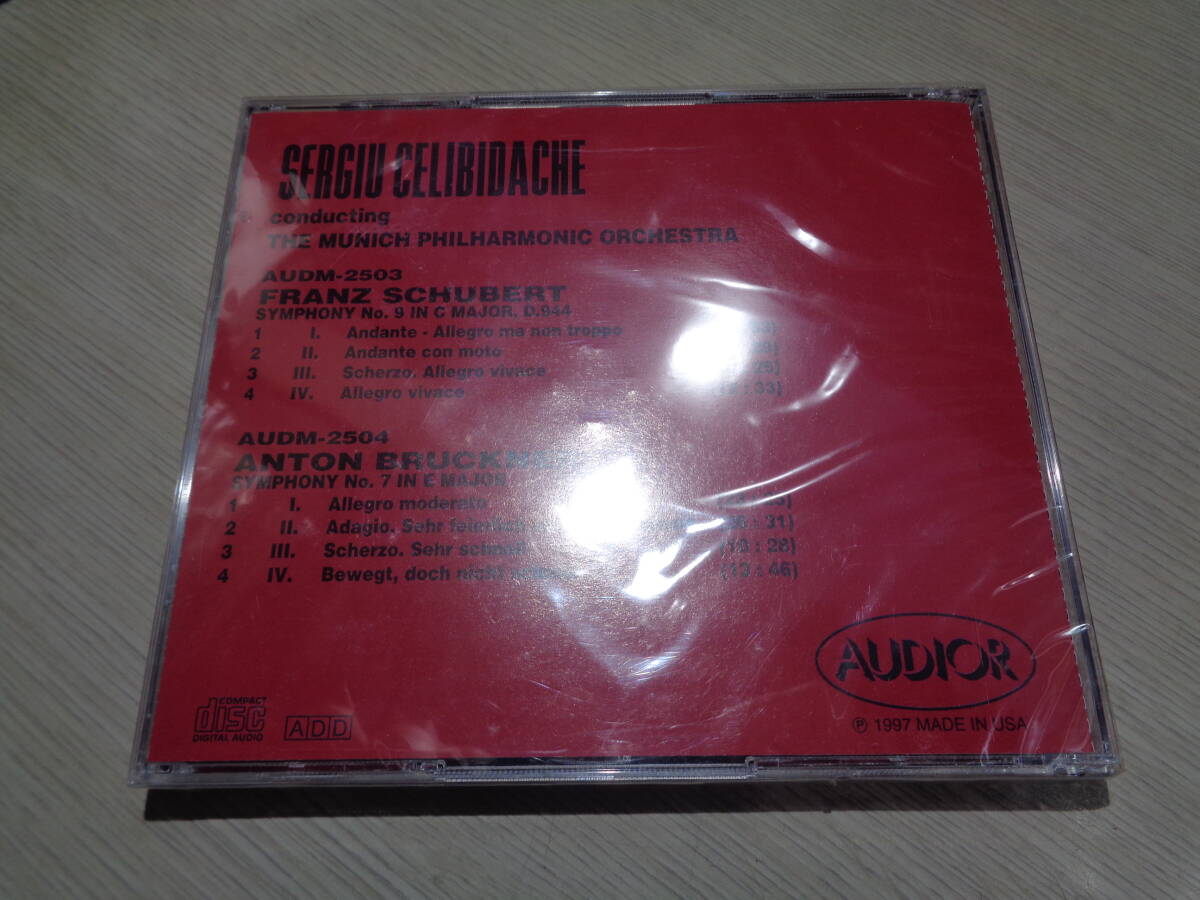 SERGIU CELIBIDACHE
conducting
THE MUNICH PHILHARMONIC ORCHESTRA
AUDM-2503
FRANZ SCHUBERT
SYMPHONY No. 9 IN C MAJOR, D.944
1 I. Andante - Allegro ma non troppo
2 II. Andante con moto
3 III. Scherzo. Allegro vivace
4 IV. Allegro vivace
AUDM-2504
ANTON BRUCKNER
SYMPHONY No. 7 IN E MAJOR
1 I. Allegro moderato
2 II. Adagio. Sehr feierlich
3 III. Scherzo. Sehr schnell
4 IV. Bewegt, doch nicht (13 : 46)
COMPACT
disc
DIGITAL AUDIO
ADD
AUDIOR
℗ 1997 MADE IN USA